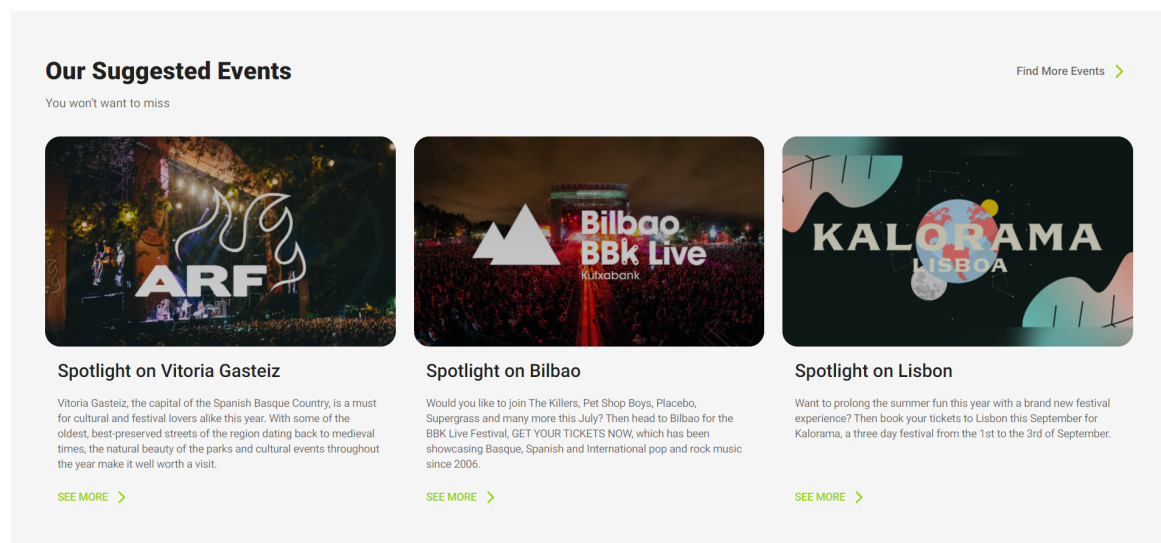 Our Suggested Events
Find More Events
You won't want to miss
ARF
Bilbao
BBK Live
Kutxabank
KALORAMA
LISBOA
Spotlight on Vitoria Gasteiz
Vitoria Gasteiz, the capital of the Spanish Basque Country, is a must
for cultural and festival lovers alike this year. With some of the
oldest, best-preserved streets of the region dating back to medieval
times, the natural beauty of the parks and cultural events throughout
the year make it well worth a visit.
SEE MORE
Spotlight on Bilbao
Would you like to join The Killers, Pet Shop Boys, Placebo,
Supergrass and many more this July? Then head to Bilbao for the
BBK Live Festival, GET YOUR TICKETS NOW, which has been
showcasing Basque, Spanish and International pop and rock music
since 2006.
SEE MORE
Spotlight on Lisbon
Want to prolong the summer fun this year with a brand new festival
experience? Then book your tickets to Lisbon this September for
Kalorama, a three day festival from the 1st to the 3rd of September.
SEE MORE